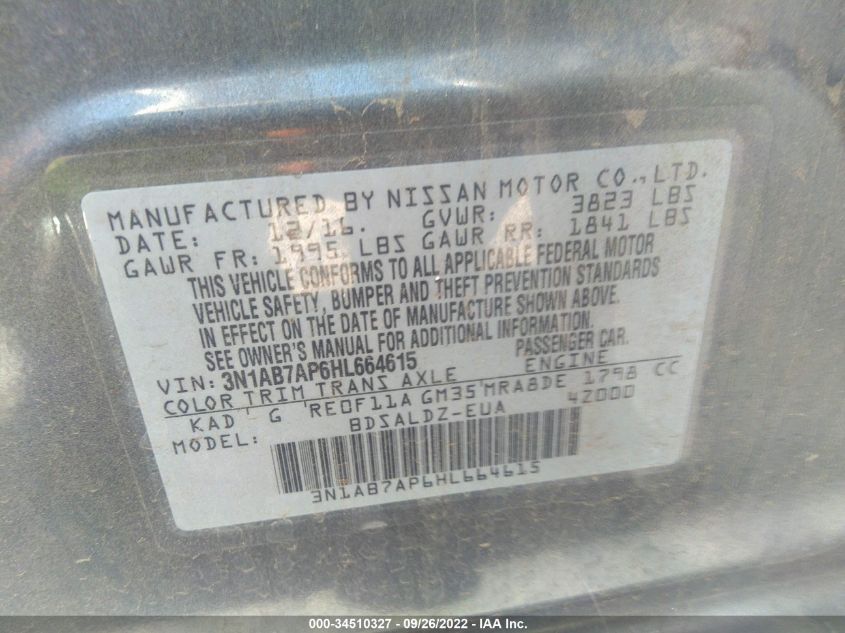 MANUFACTURED BY NISSAN MOTOR CO., LTD.
DATE: 12/16. GVWR: 3823 LBS
GAWR FR: 1995 LBS GAWR RR: 1841 LBS
THIS VEHICLE CONFORMS TO ALL APPLICABLE FEDERAL MOTOR
VEHICLE SAFETY, BUMPER AND THEFT PREVENTION STANDARDS
IN EFFECT ON THE DATE OF MANUFACTURE SHOWN ABOVE.
SEE OWNER'S MANUAL FOR ADDITIONAL INFORMATION.
VIN: 3N1AB7AP6HL664615 PASSENGER CAR.
COLOR TRIM TRANS AXLE ENGINE
KAD ' G 'RE0F11A GM35'MRA8DE 1798 CC
MODEL: BDSALDZ-EUA 4Z000
3N1AB7AP6HL664615
000-34510327 - 09/26/2022 - IAA Inc.